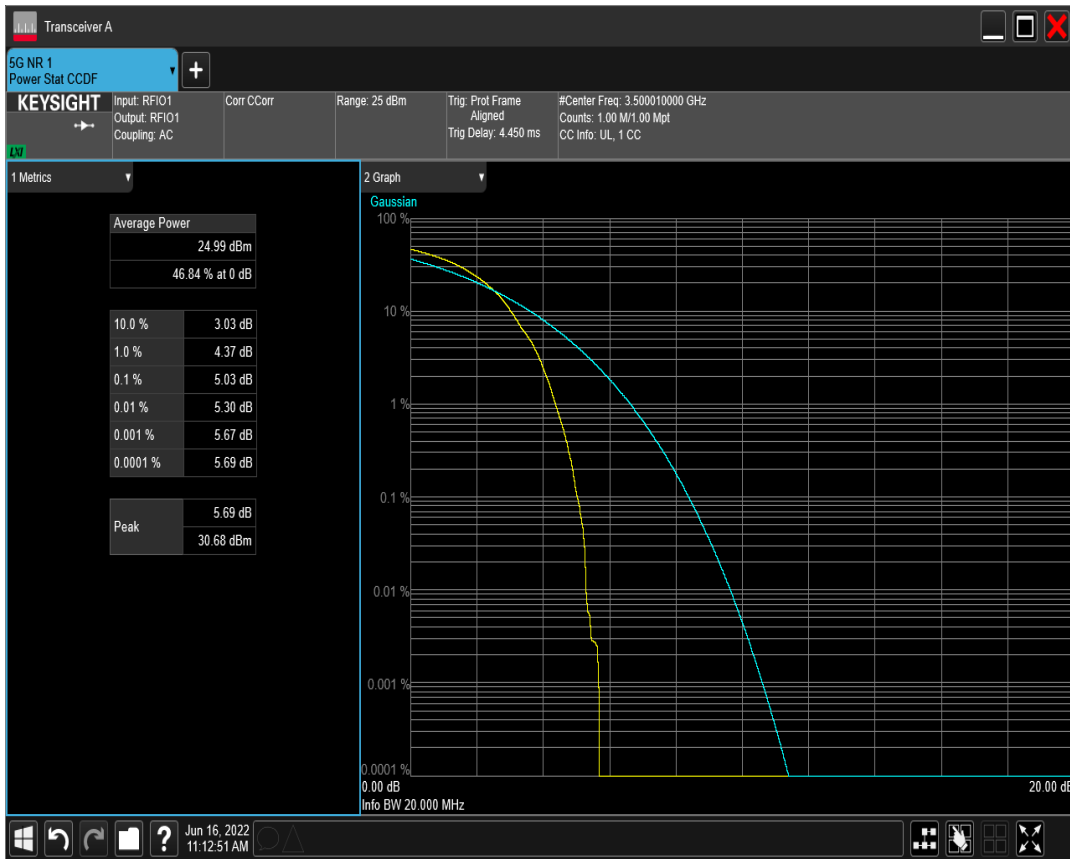 Transceiver A
5G NR 1
Power Stat CCDF
+
KEYSIGHT
LXI
Input: RFIO1
Output: RFIO1
Coupling: AC
Corr CCorr
Range: 25 dBm
Trig: Prot Frame
Aligned
Trig Delay: 4.450 ms
#Center Freq: 3.500010000 GHz
Counts: 1.00 M/1.00 Mpt
CC Info: UL, 1 CC
1 Metrics
Average Power
24.99 dBm
46.84 % at 0 dB
10.0 % 3.03 dB
1.0 % 4.37 dB
0.1 % 5.03 dB
0.01 % 5.30 dB
0.001 % 5.67 dB
0.0001 % 5.69 dB
Peak
5.69 dB
30.68 dBm
2 Graph
Gaussian
100 %
10 %
1 %
0.1 %
0.01 %
0.001 %
0.0001 %
0.00 dB
20.00 dB
Info BW 20.000 MHz
?
Jun 16, 2022
11:12:51 AM